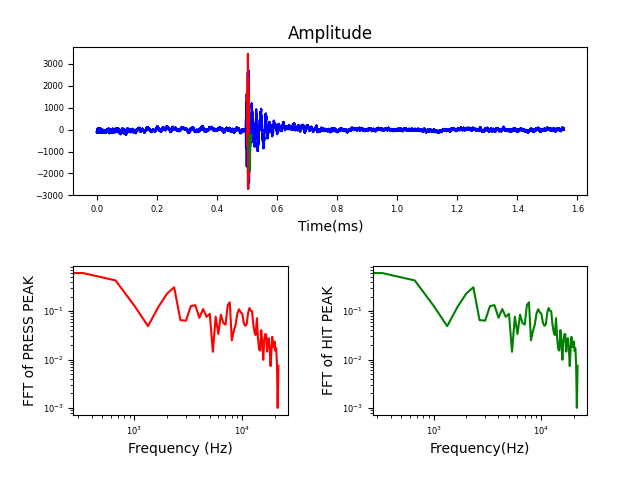 Amplitude
3000
2000
1000
0
−1000
−2000
−3000
0.0 0.2 0.4 0.6 0.8 1.0 1.2 1.4 1.6
Time(ms)
FFT of PRESS PEAK
10⁻¹
10⁻²
10⁻³
10³ 10⁴
Frequency (Hz)
FFT of HIT PEAK
10⁻¹
10⁻²
10⁻³
10³ 10⁴
Frequency(Hz)